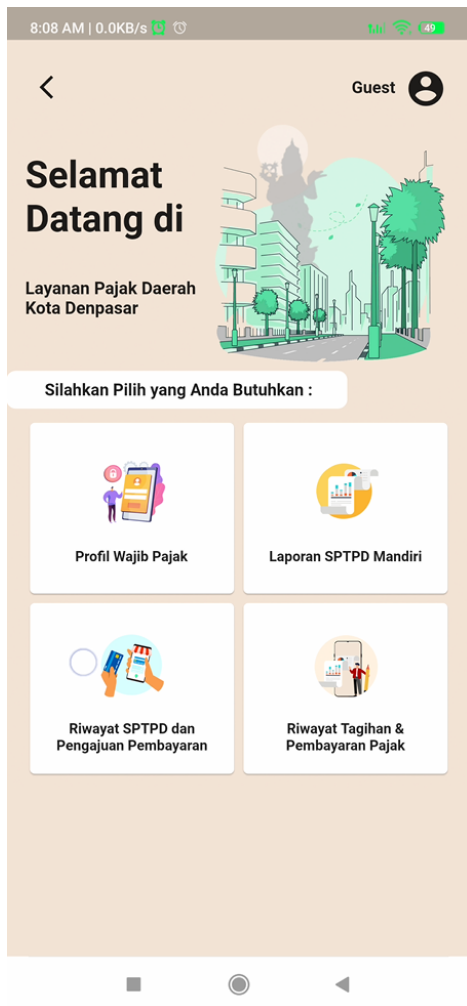 8:08 AM | 0.0KB/s
49
Guest
Selamat
Datang di
Layanan Pajak Daerah
Kota Denpasar
Silahkan Pilih yang Anda Butuhkan :
Profil Wajib Pajak
Laporan SPTPD Mandiri
Riwayat SPTPD dan
Pengajuan Pembayaran
Riwayat Tagihan &
Pembayaran Pajak